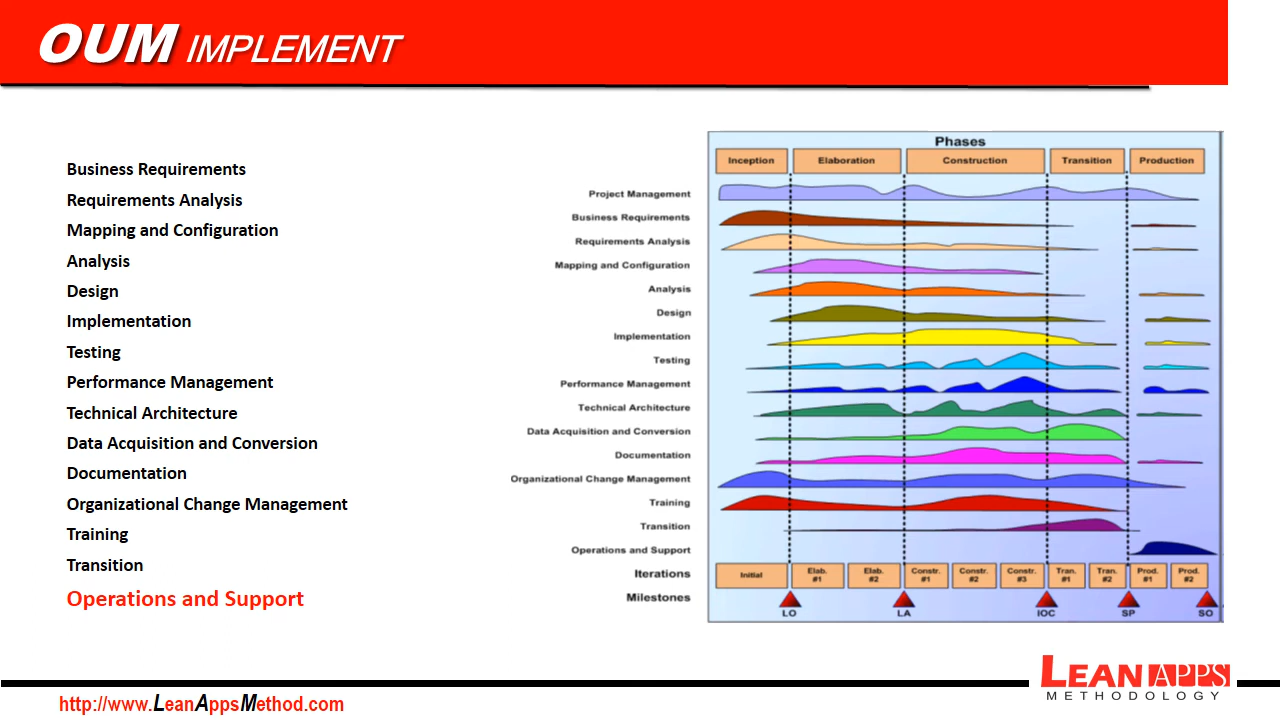 OUM IMPLEMENT
Business Requirements
Requirements Analysis
Mapping and Configuration
Analysis
Design
Implementation
Testing
Performance Management
Technical Architecture
Data Acquisition and Conversion
Documentation
Organizational Change Management
Training
Transition
Operations and Support
Phases
Inception Elaboration Construction Transition Production
Project Management
Business Requirements
Requirements Analysis
Mapping and Configuration
Analysis
Design
Implementation
Testing
Performance Management
Technical Architecture
Data Acquisition and Conversion
Documentation
Organizational Change Management
Training
Transition
Operations and Support
Iterations Initial Elab. #1 Elab. #2 Constr. #1 Constr. #2 Constr. #3 Tran. #1 Tran. #2 Prod. #1 Prod. #2
Milestones
LO LA IOC SP SO
LEAN APPS
METHODOLOGY
http://www.LeanAppsMethod.com